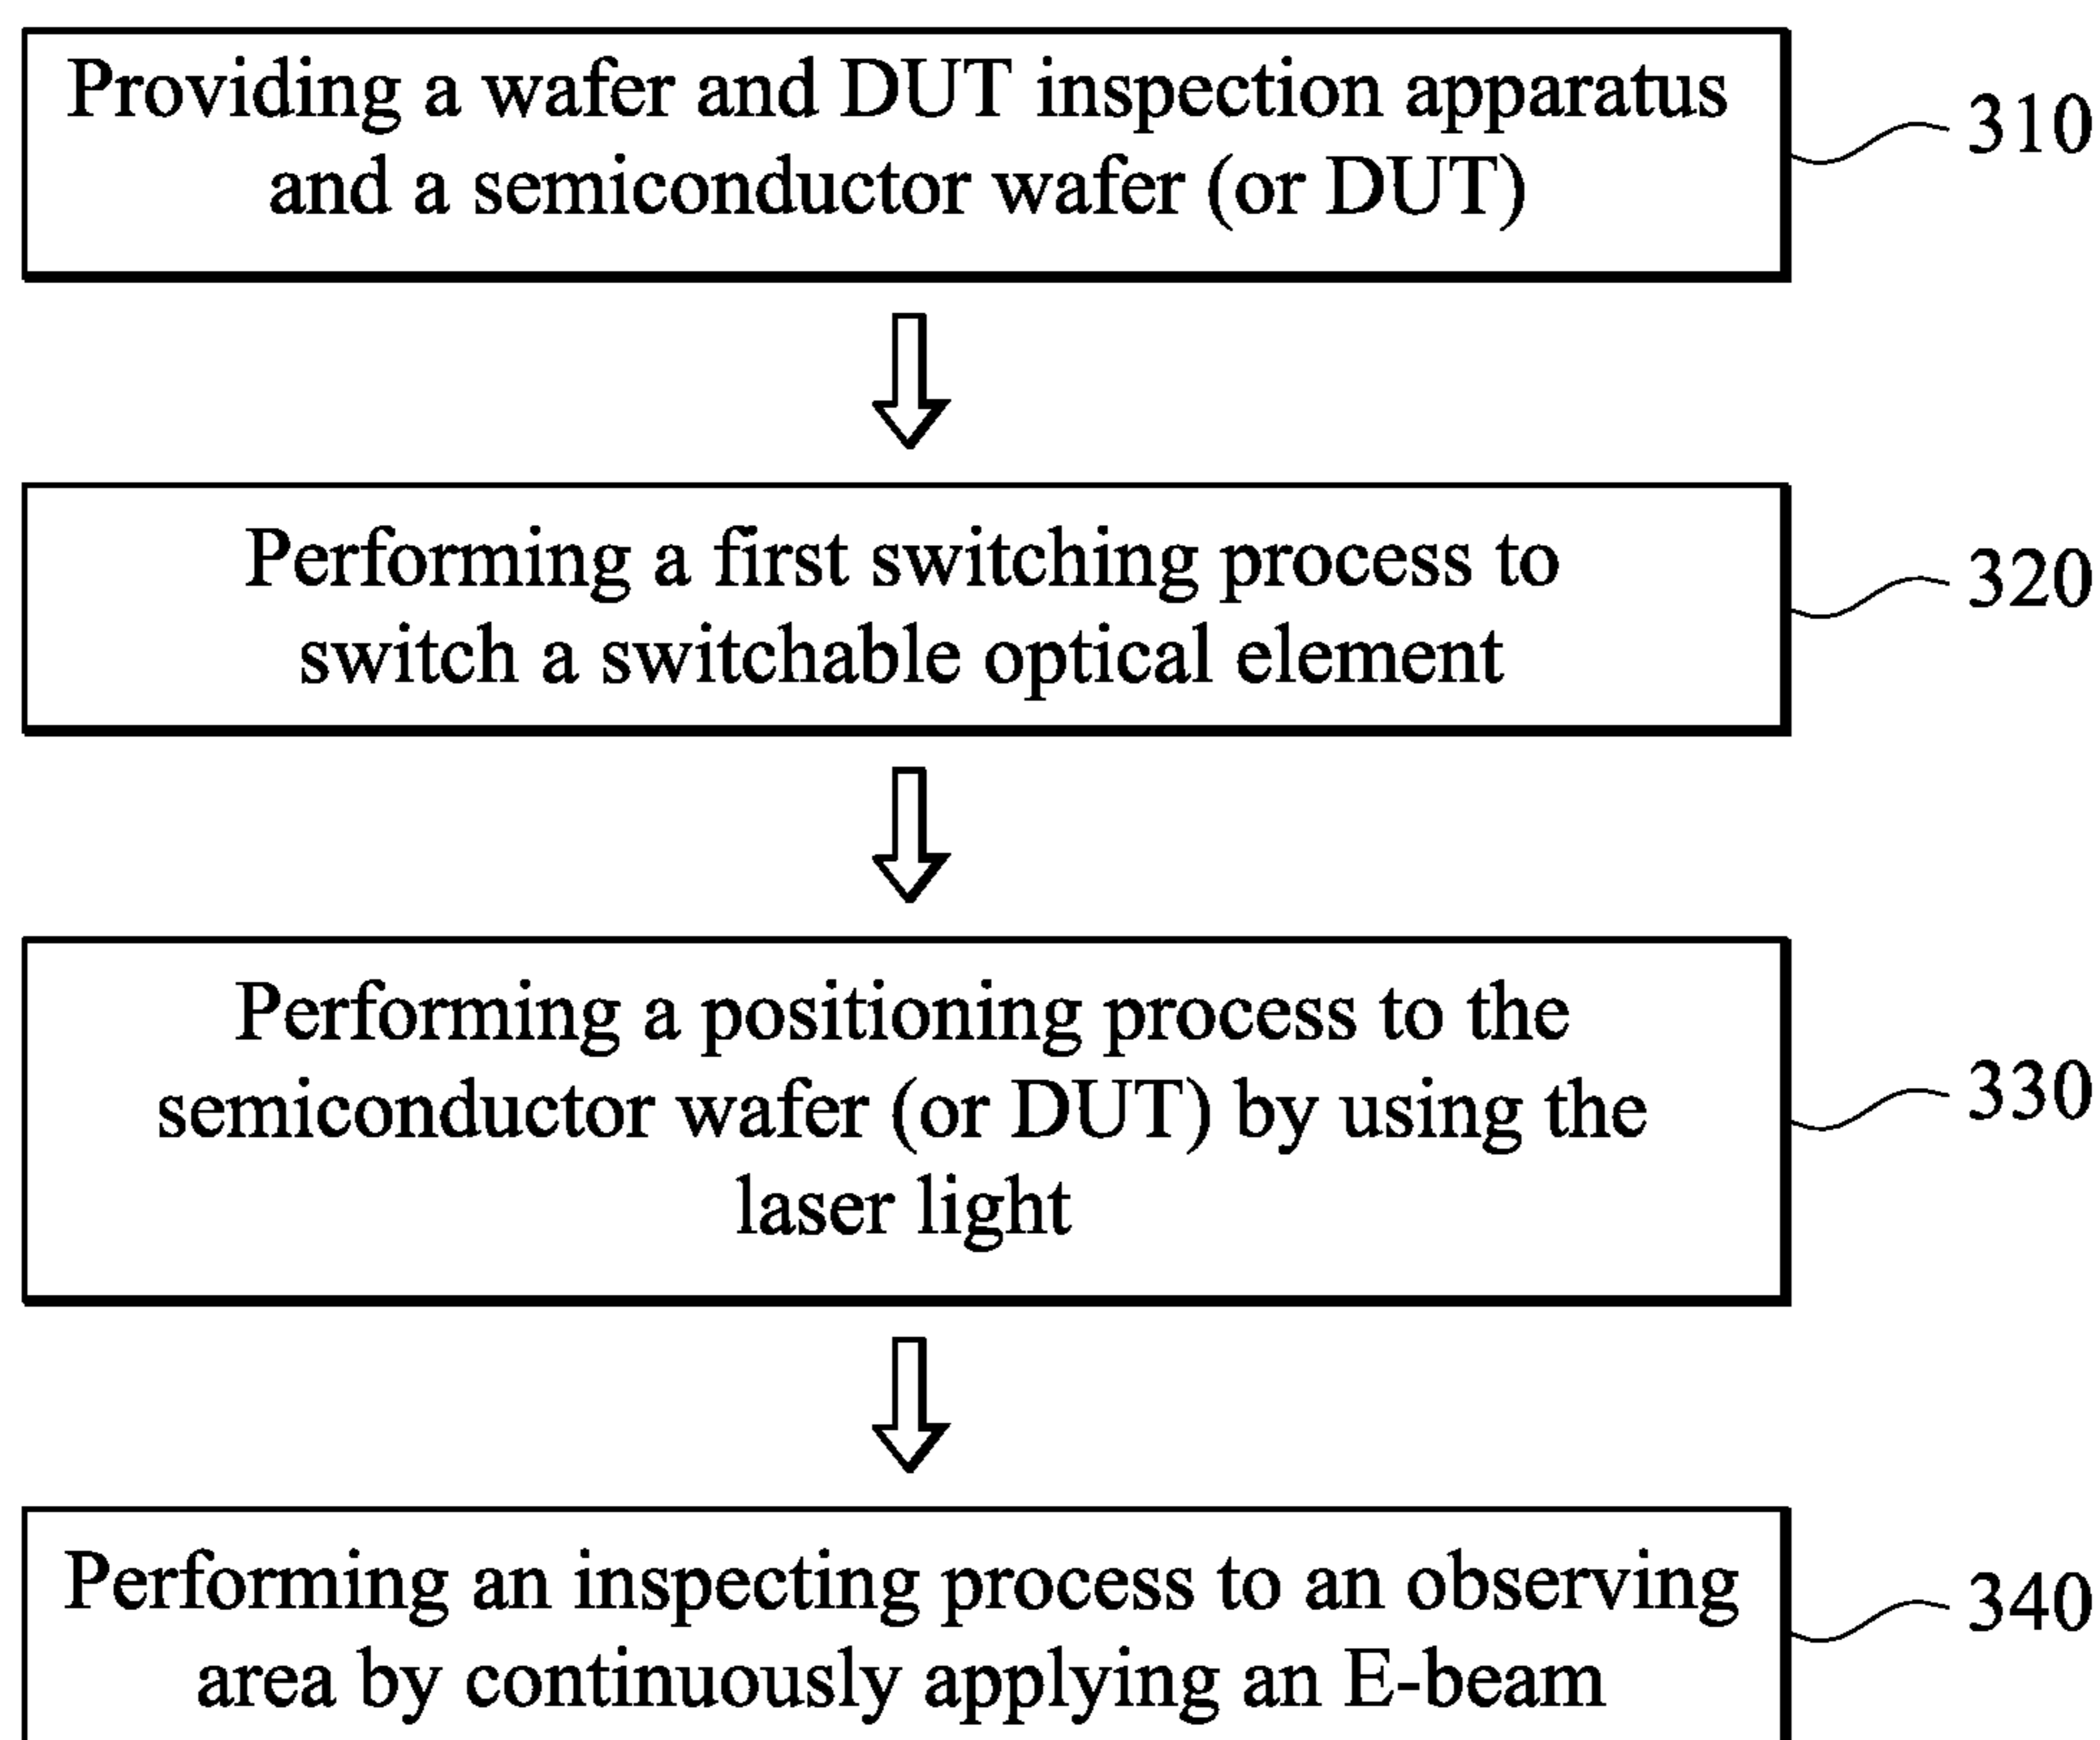 Providing a wafer and DUT inspection apparatus
and a semiconductor wafer (or DUT)
310
Performing a first switching process to
switch a switchable optical element
320
Performing a positioning process to the
semiconductor wafer (or DUT) by using the
laser light
330
Performing an inspecting process to an observing
area by continuously applying an E-beam
340